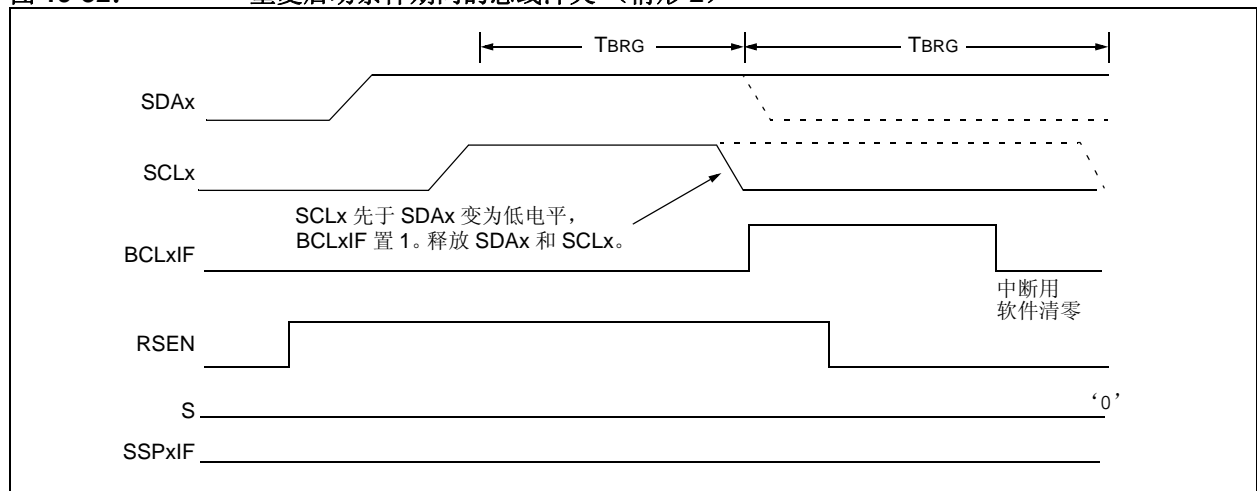 TBRG
TBRG
SDAx
SCLx
SCLx 先于 SDAx 变为低电平，
BCLxIF 置 1。释放 SDAx 和 SCLx。
BCLxIF
中断用
软件清零
RSEN
S
‘0’
SSPxIF